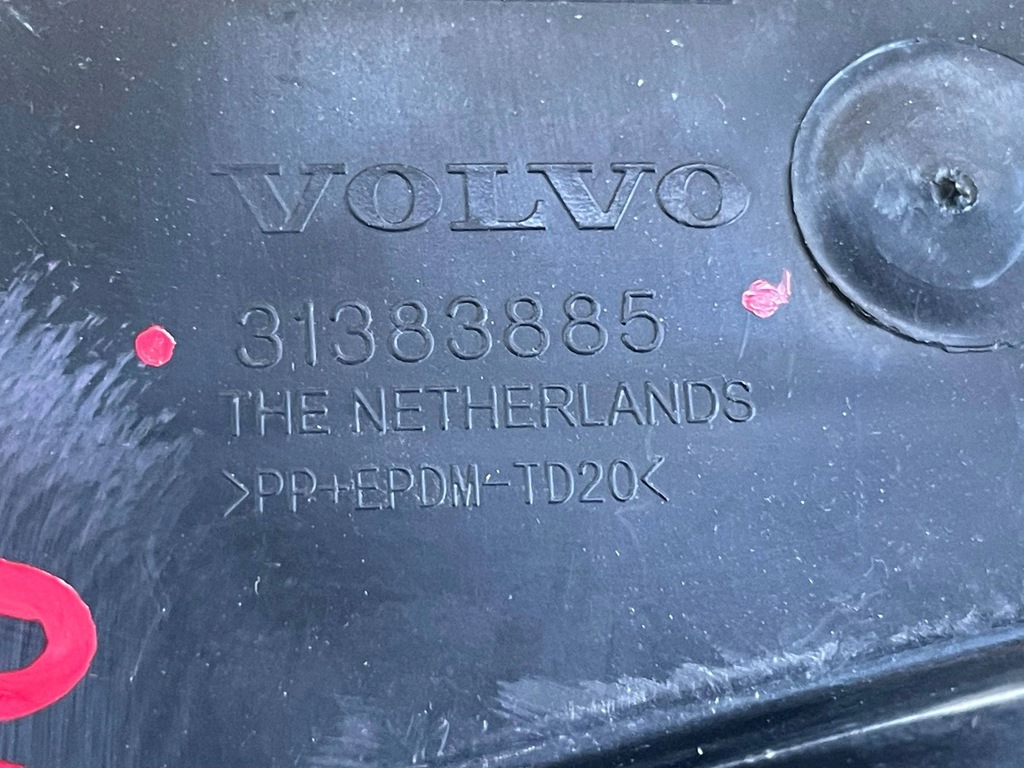 VOLVO
31383885
THE NETHERLANDS
>PP+EPDM-TD20<